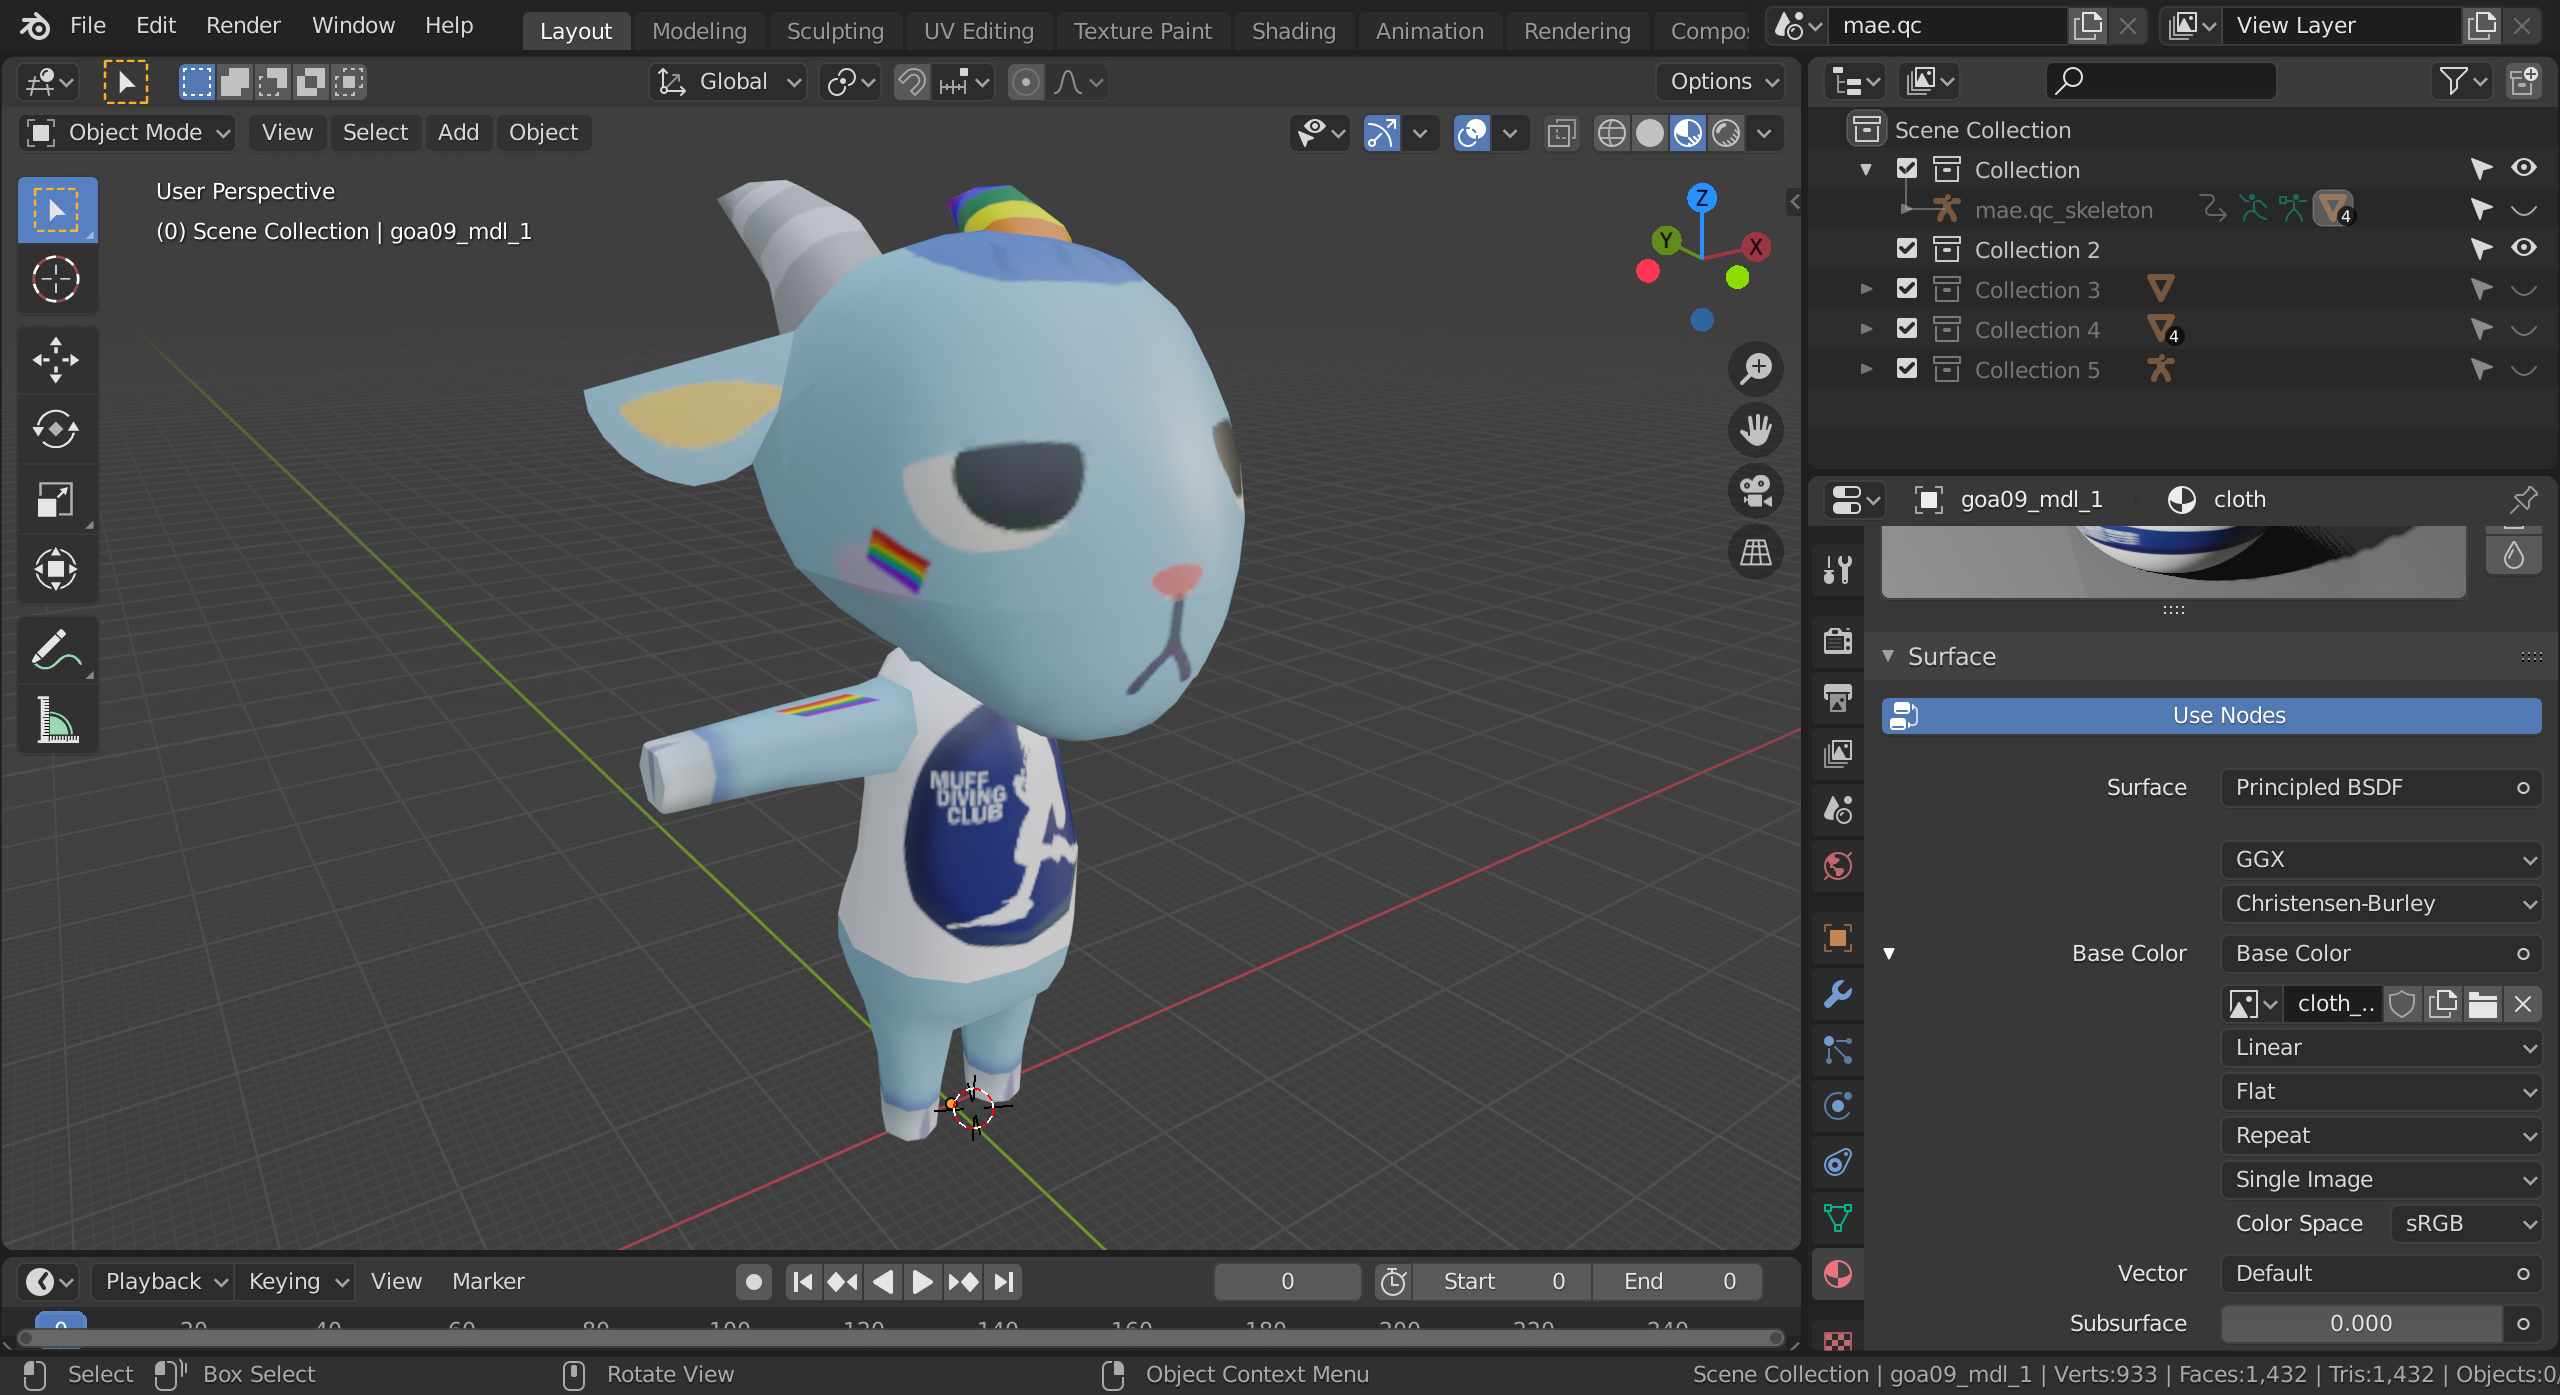 File Edit Render Window Help Layout Modeling Sculpting UV Editing Texture Paint Shading Animation Rendering mae.qc View Layer
Global Options
Object Mode View Select Add Object
User Perspective
(0) Scene Collection | goa09_mdl_1
Z
Y
X
MUFF
DIVING
CLUB
Scene Collection
Collection
mae.qc_skeleton 4
Collection 2
Collection 3
Collection 4 4
Collection 5
goa09_mdl_1 cloth
Surface
Use Nodes
Surface Principled BSDF
GGX
Christensen-Burley
Base Color Base Color
cloth_..
Linear
Flat
Repeat
Single Image
Color Space sRGB
Vector Default
Subsurface 0.000
Playback Keying View Marker 0 Start 0 End 0
0 20 40 60 80 120 140 160 180 200 220 240
Select Box Select Rotate View Object Context Menu Scene Collection | goa09_mdl_1 | Verts:933 | Faces:1,432 | Tris:1,432 | Objects:0